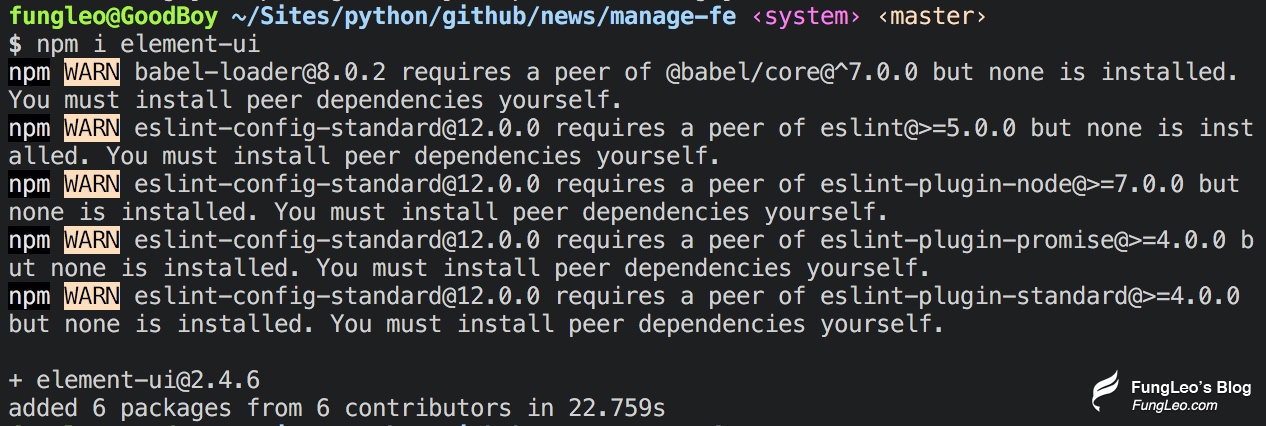 fungleo@GoodBoy ~/Sites/python/github/news/manage-fe ‹system› ‹master›
$ npm i element-ui
npm WARN babel-loader@8.0.2 requires a peer of @babel/core@^7.0.0 but none is installed.
You must install peer dependencies yourself.
npm WARN eslint-config-standard@12.0.0 requires a peer of eslint@>=5.0.0 but none is inst
alled. You must install peer dependencies yourself.
npm WARN eslint-config-standard@12.0.0 requires a peer of eslint-plugin-node@>=7.0.0 but
none is installed. You must install peer dependencies yourself.
npm WARN eslint-config-standard@12.0.0 requires a peer of eslint-plugin-promise@>=4.0.0 b
ut none is installed. You must install peer dependencies yourself.
npm WARN eslint-config-standard@12.0.0 requires a peer of eslint-plugin-standard@>=4.0.0
but none is installed. You must install peer dependencies yourself.
+ element-ui@2.4.6
added 6 packages from 6 contributors in 22.759s
FungLeo's Blog
FungLeo.com